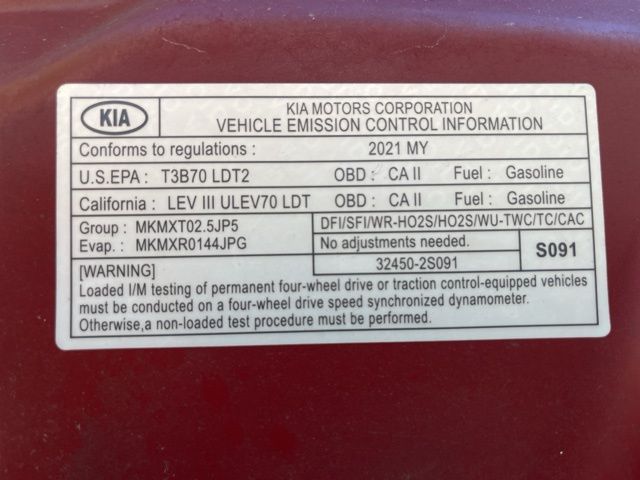 KIA
KIA MOTORS CORPORATION
VEHICLE EMISSION CONTROL INFORMATION
Conforms to regulations : 2021 MY
U.S.EPA : T3B70 LDT2 OBD : CA II Fuel : Gasoline
California : LEV III ULEV70 LDT OBD : CA II Fuel : Gasoline
Group : MKMXT02.5JP5
Evap. : MKMXR0144JPG
DFI/SFI/WR-HO2S/HO2S/WU-TWC/TC/CAC
No adjustments needed.
32450-2S091
S091
[WARNING]
Loaded I/M testing of permanent four-wheel drive or traction control-equipped vehicles
must be conducted on a four-wheel drive speed synchronized dynamometer.
Otherwise,a non-loaded test procedure must be performed.